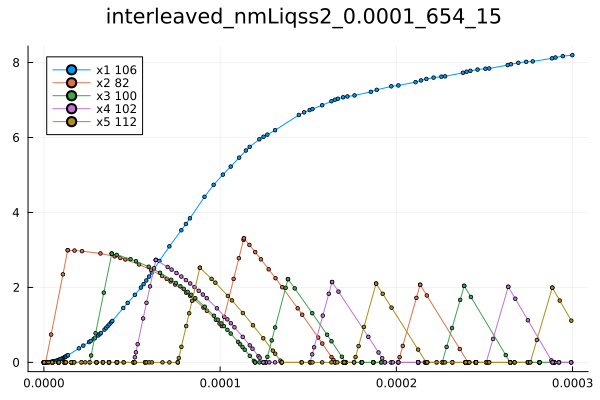 interleaved_nmLiqss2_0.0001_654_15
x1 106
x2 82
x3 100
x4 102
x5 112
8
6
4
2
0
0.0000 0.0001 0.0002 0.0003